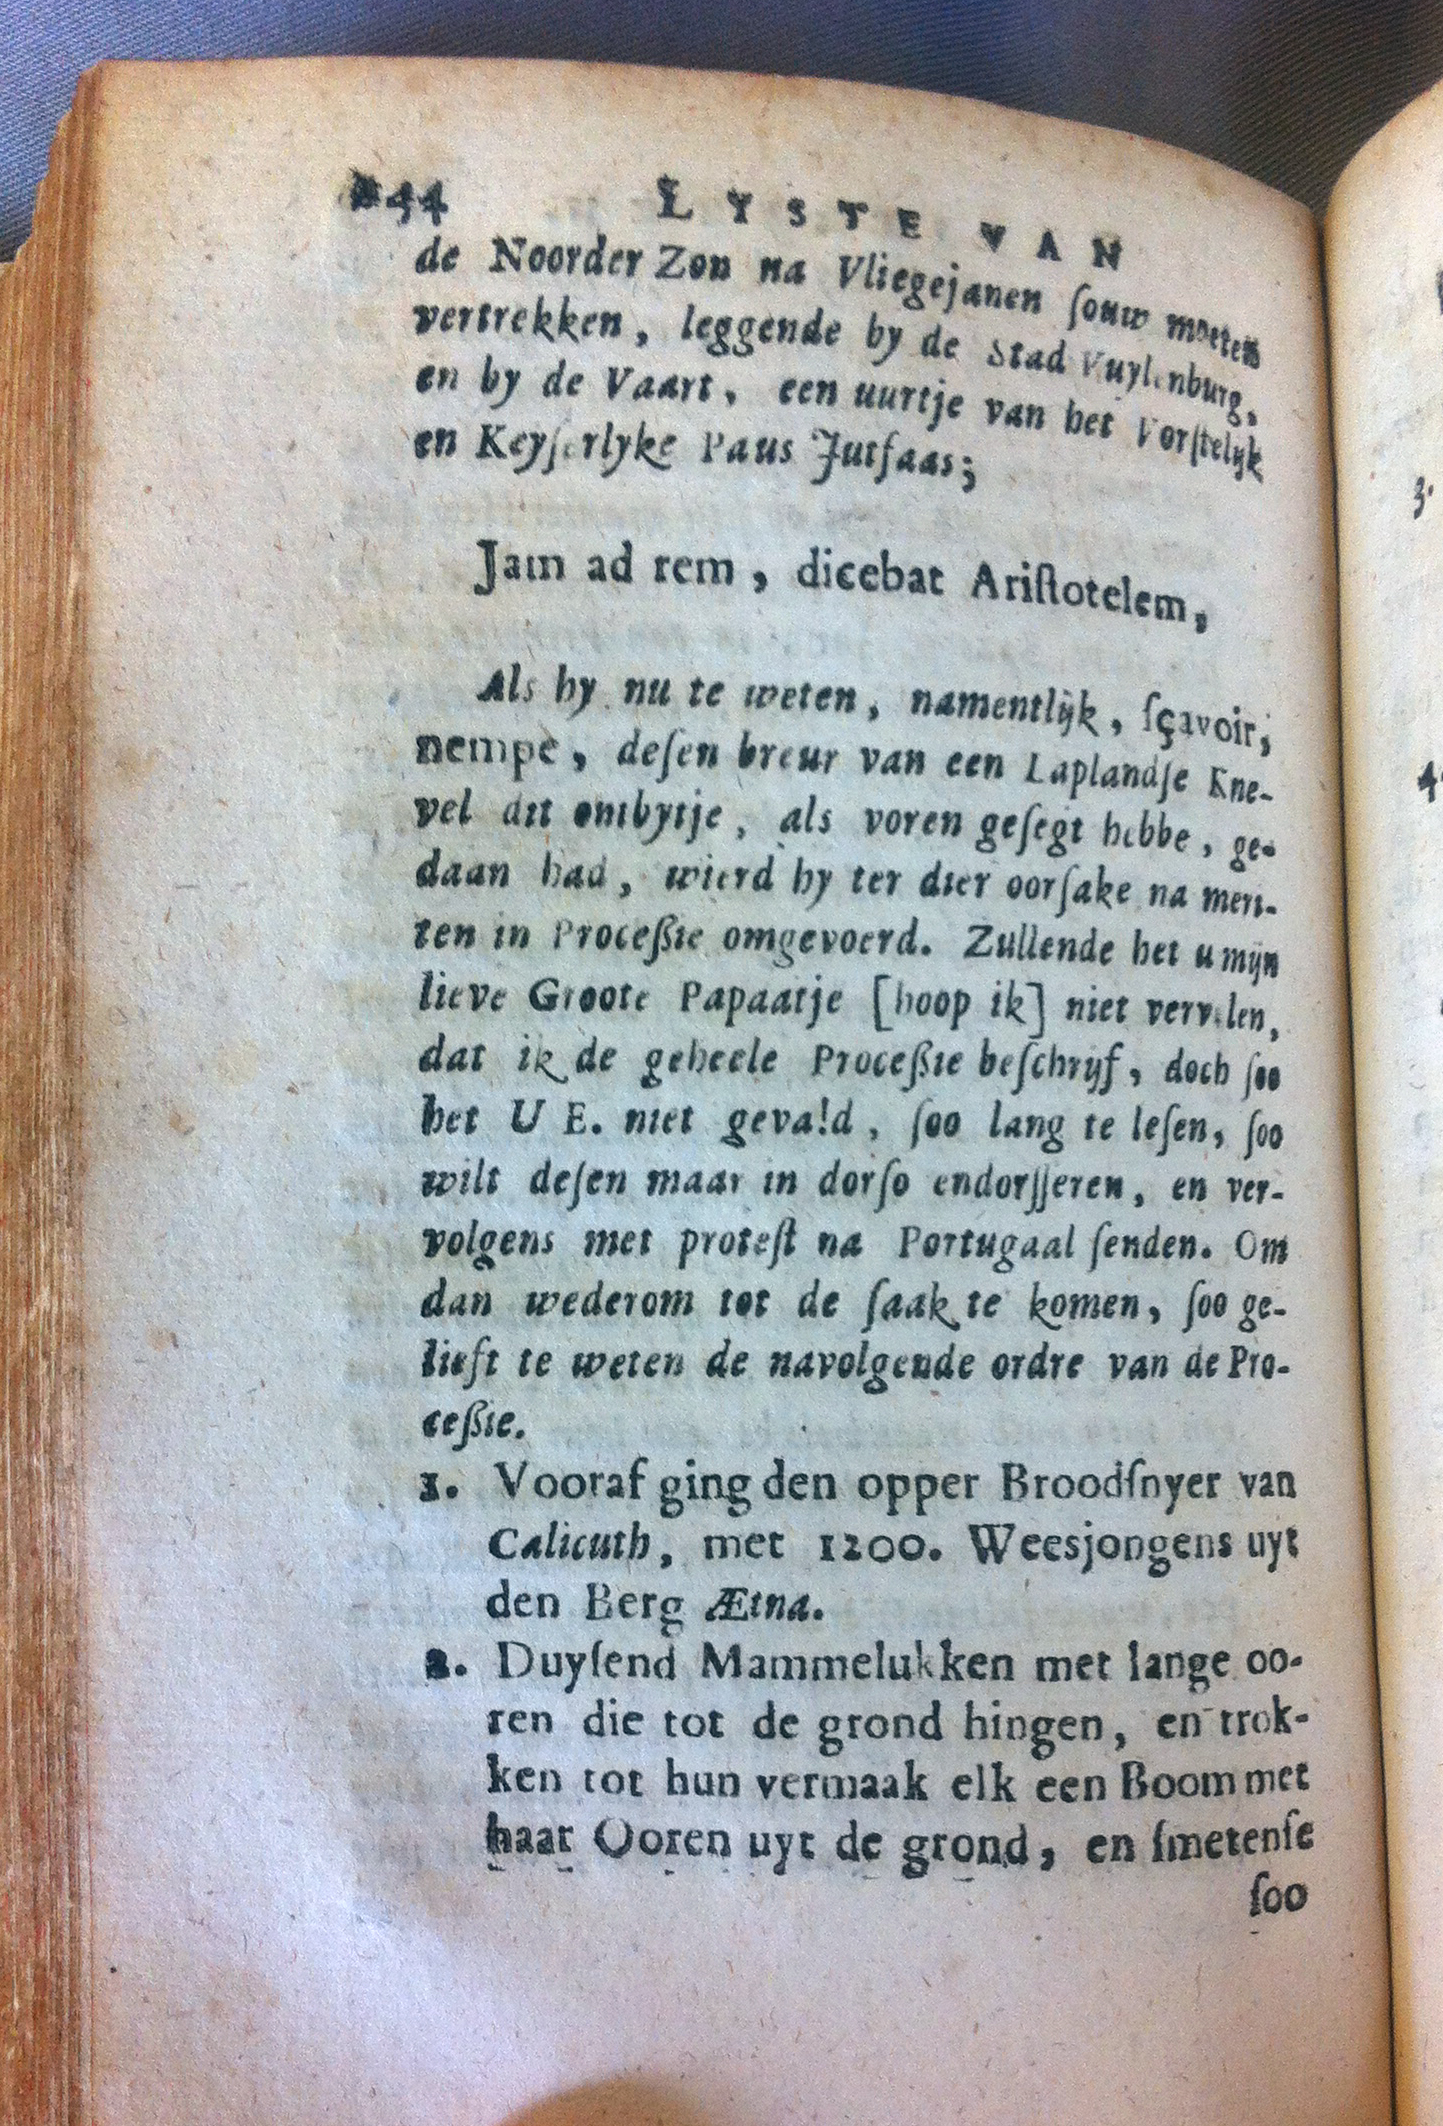 244 LYSTE VAN
de Noorder Zon na Vliegejanen ſouw moeten
vertrekken, leggende by de Stad Vuylenburg,
en by de Vaart, een uurtje van het Vorſtelyk
en Keyſerlyke Paus Jutfaas;
Jam ad rem, dicebat Ariſtotelem,
Als hy nu te weten, namentlijk, ſçavoir,
nempe, deſen breur van een Laplandſe Kne-
vel dit ontbytje, als voren geſegt hebbe, ge-
daan had, wierd hy ter dier oorſake na meri-
ten in Proceßie omgevoerd. Zullende het u mijn
lieve Groote Papaatje [hoop ik] niet vervelen,
dat ik de geheele Proceßie beſchrijf, doch ſoo
het U E. niet geva!d, ſoo lang te leſen, ſoo
wilt deſen maar in dorſo endorſſeren, en ver-
volgens met proteſt na Portugaal ſenden. Om
dan wederom tot de ſaak te komen, ſoo ge-
lieft te weten de navolgende ordre van de Pro-
ceßie.
1. Vooraf ging den opper Broodſnyer van
Calicuth, met 1200. Weesjongens uyt
den Berg Ætna.
2. Duyſend Mammelukken met lange oo-
ren die tot de grond hingen, en trok-
ken tot hun vermaak elk een Boom met
haar Ooren uyt de grond, en ſmetenſe
ſoo
3.
4.